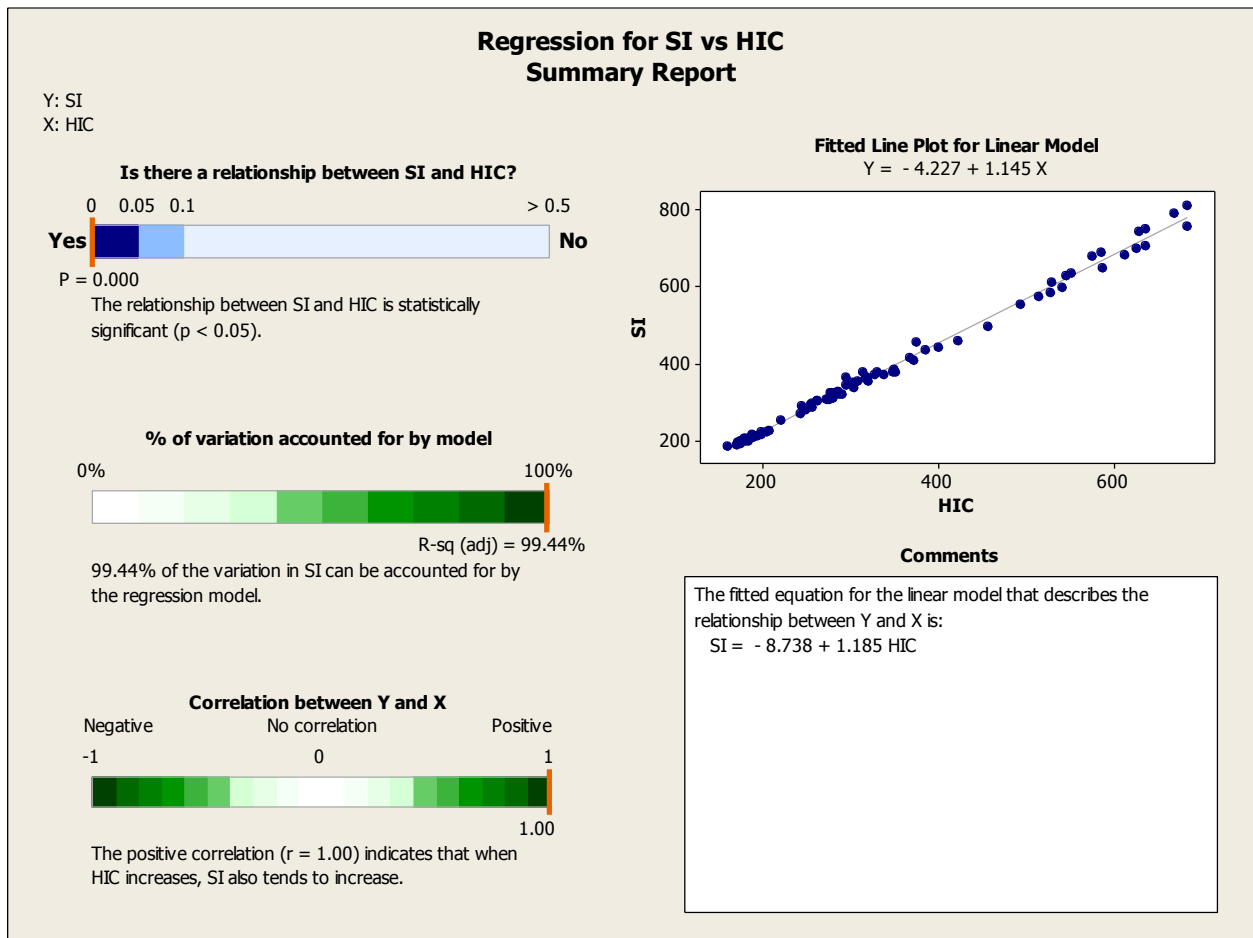 Regression for SI vs HIC
Summary Report
Y: SI
X: HIC
Is there a relationship between SI and HIC?
0 0.05 0.1 > 0.5
Yes No
P = 0.000
The relationship between SI and HIC is statistically
significant (p < 0.05).
% of variation accounted for by model
0% 100%
R-sq (adj) = 99.44%
99.44% of the variation in SI can be accounted for by
the regression model.
Correlation between Y and X
Negative No correlation Positive
-1 0 1
1.00
The positive correlation (r = 1.00) indicates that when
HIC increases, SI also tends to increase.
Fitted Line Plot for Linear Model
Y = - 4.227 + 1.145 X
800
600
400
200
SI
200 400 600
HIC
Comments
The fitted equation for the linear model that describes the
relationship between Y and X is:
SI = - 8.738 + 1.185 HIC